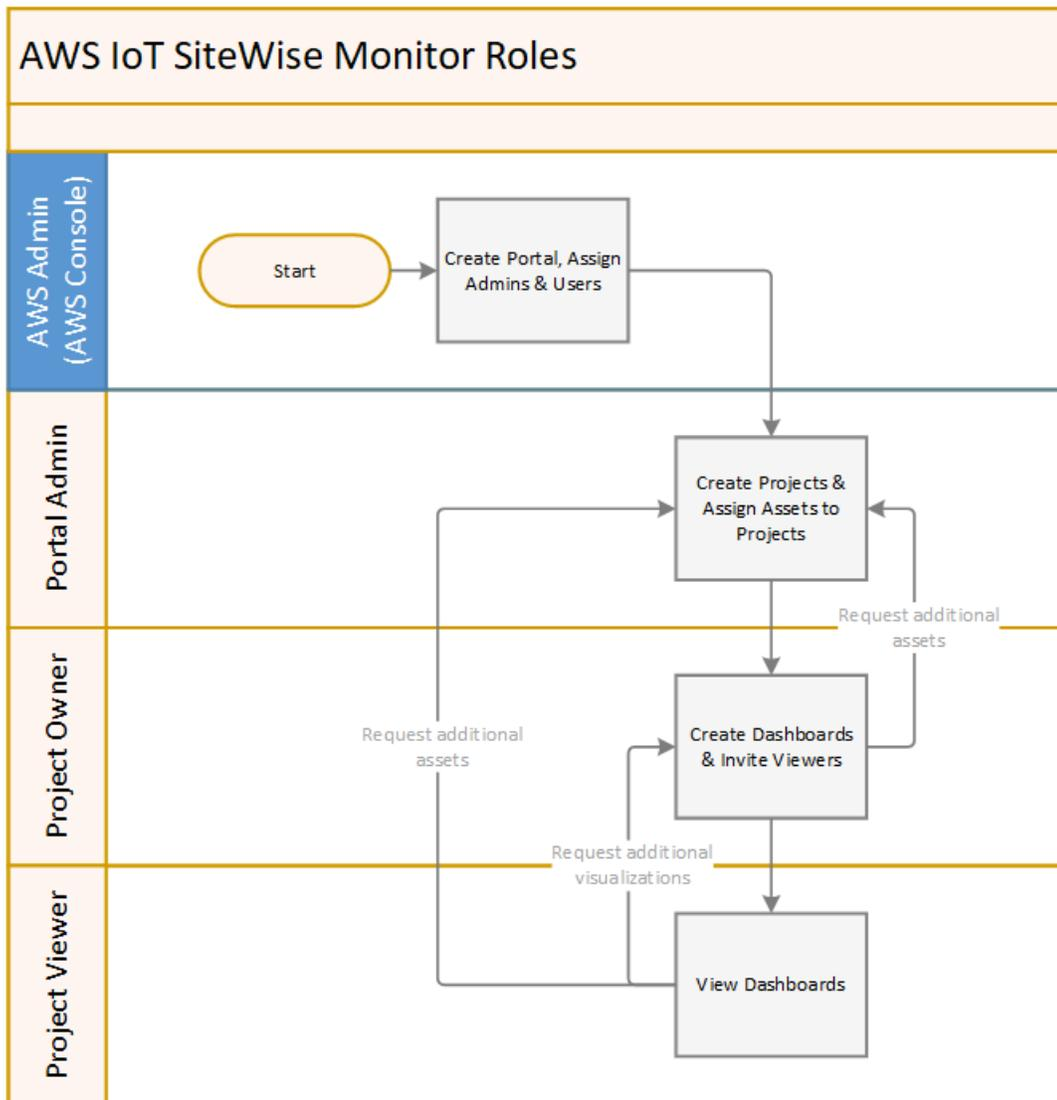 AWS IoT SiteWise Monitor Roles
AWS Admin
(AWS Console)
Start
Create Portal, Assign
Admins & Users
Portal Admin
Create Projects &
Assign Assets to
Projects
Request additional
assets
Project Owner
Request additional
assets
Create Dashboards
& Invite Viewers
Request additional
visualizations
Project Viewer
View Dashboards